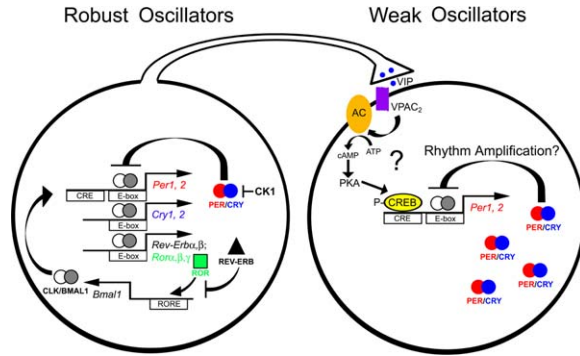 Robust Oscillators
Weak Oscillators
CRE
E-box
Per1, 2
E-box
Cry1, 2
E-box
Rev-Erbα,β;
Rorα,β,γ
PER/CRY
CK1
ROR
REV-ERB
CLK/BMAL1
Bmal1
RORE
VIP
VPAC2
AC
cAMP
ATP
PKA
?
Rhythm Amplification?
P-
CREB
CRE
E-box
Per1, 2
PER/CRY
PER/CRY
PER/CRY
PER/CRY
PER/CRY